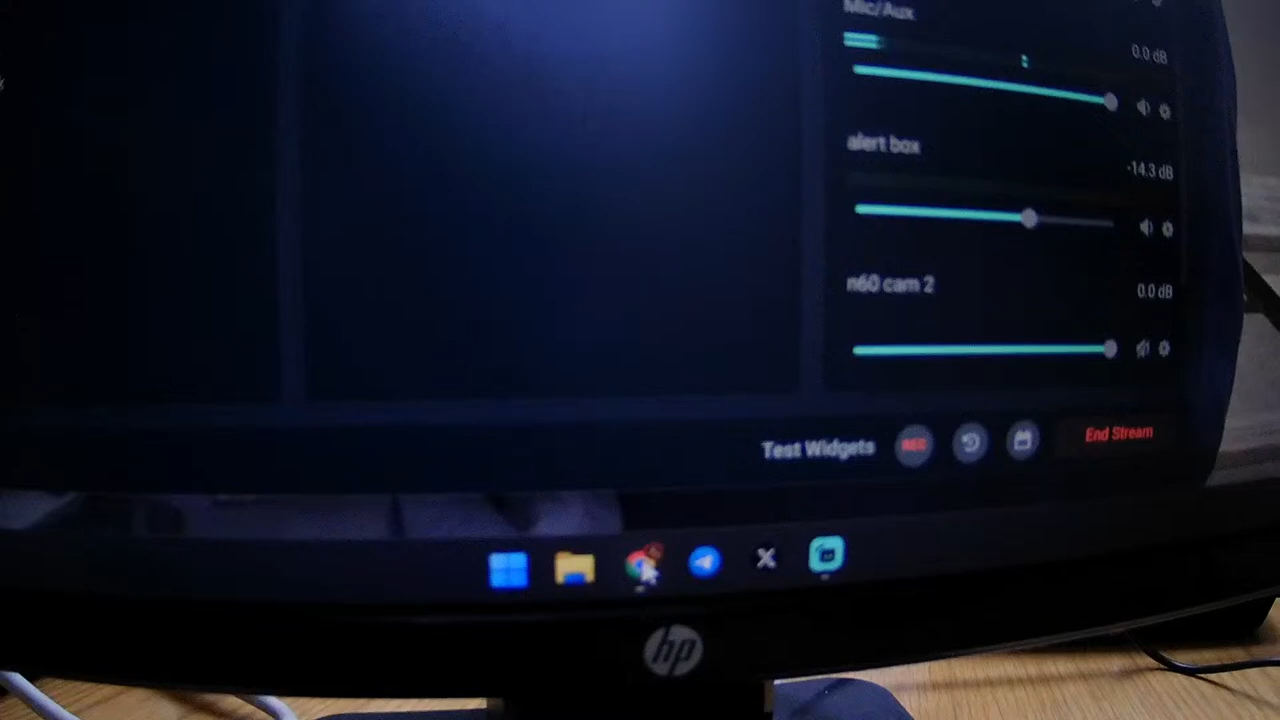 Mic/Aux
0.0 dB
alert box
-14.3 dB
n60 cam 2
0.0 dB
Test Widgets
REC
End Stream
X
hp